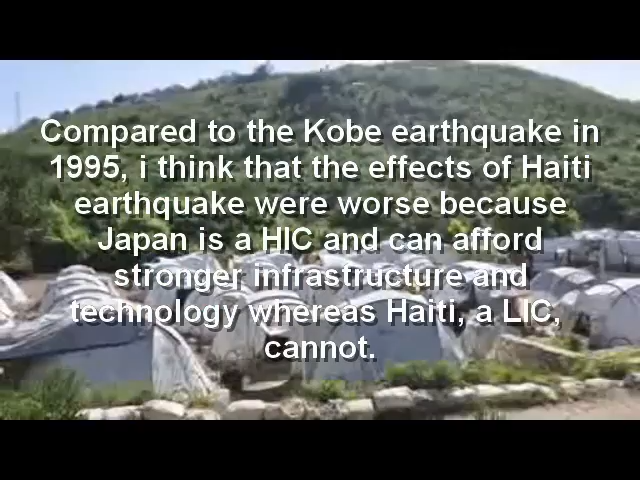 Compared to the Kobe earthquake in
1995, i think that the effects of Haiti
earthquake were worse because
Japan is a HIC and can afford
stronger infrastructure and
technology whereas Haiti, a LIC,
cannot.